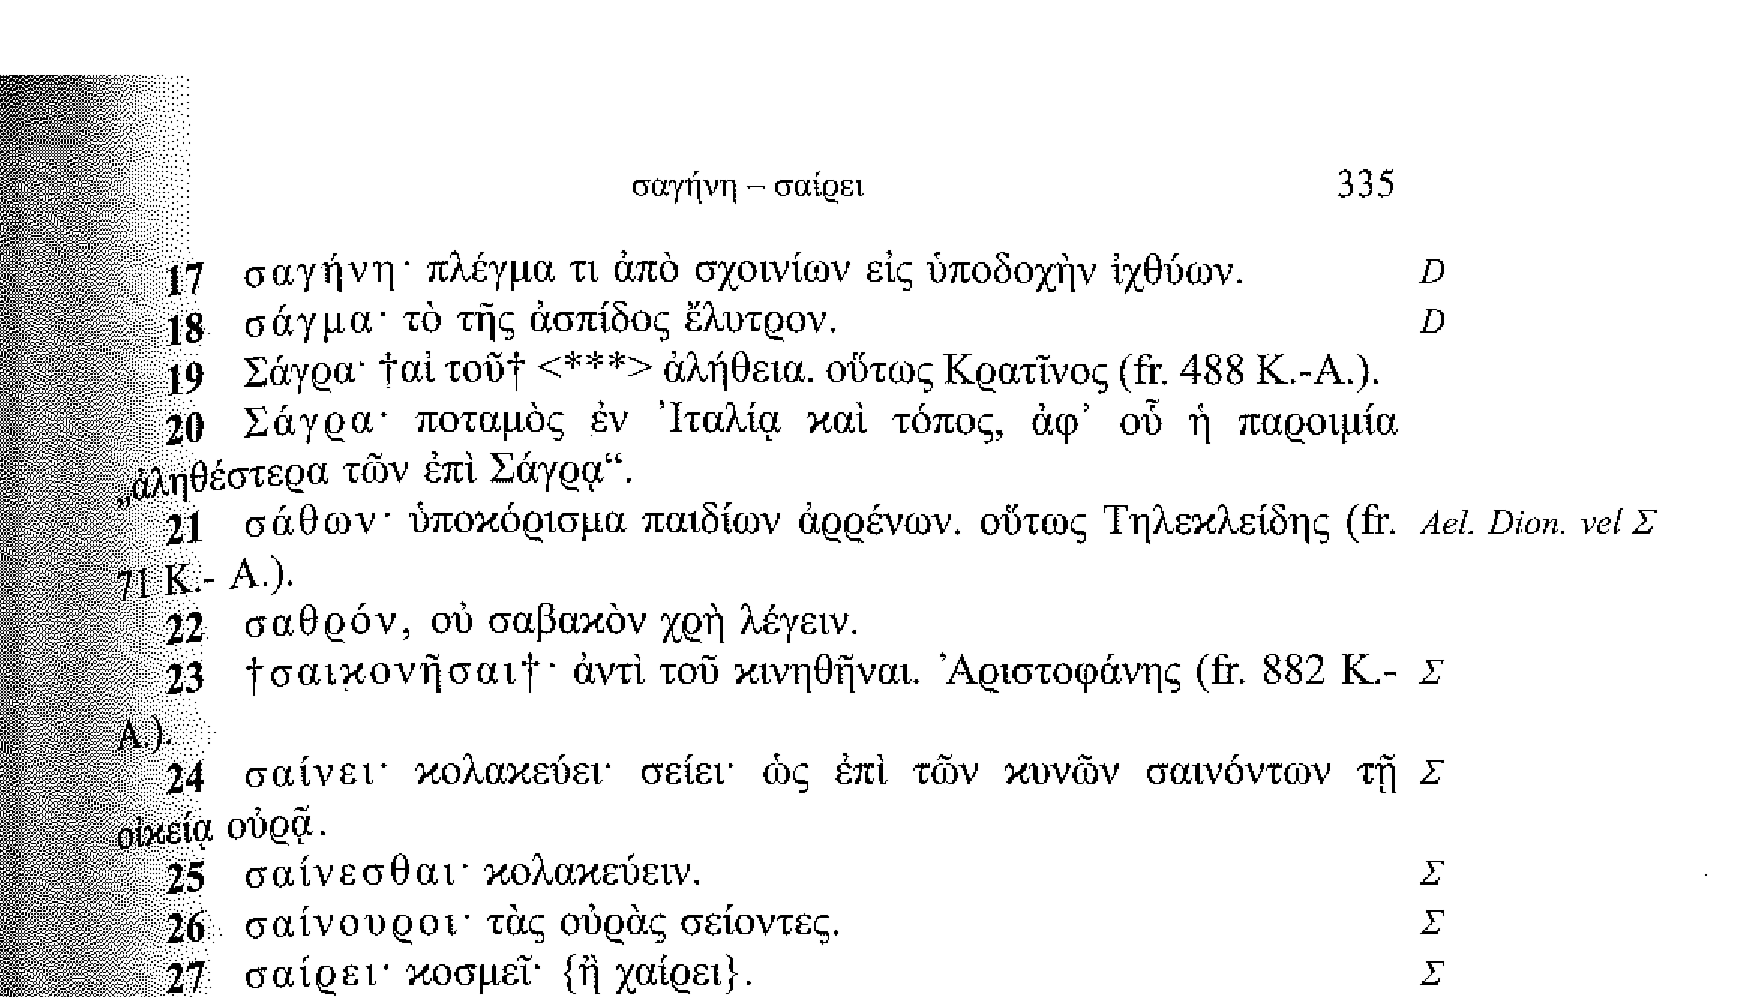 σαγήνη – σαίρει 335
17 σαγήνη· πλέγμα τι ἀπὸ σχοινίων εἰς ὑποδοχὴν ἰχθύων. D
18 σάγμα· τὸ τῆς ἀσπίδος ἔλυτρον. D
19 Σάγρα· †αἱ τοῦ† <***> ἀλήθεια. οὕτως Κρατῖνος (fr. 488 K.-A.).
20 Σάγρα· ποταμὸς ἐν Ἰταλίᾳ καὶ τόπος, ἀφ’ οὗ ἡ παροιμία
„ἀληθέστερα τῶν ἐπὶ Σάγρᾳ“.
21 σάθων· ὑποκόρισμα παιδίων ἀρρένων. οὕτως Τηλεκλείδης (fr. Ael. Dion. vel Σ
71 K.- A.).
22 σαθρόν, οὐ σαβακὸν χρὴ λέγειν.
23 †σαικονῆσαι†· ἀντὶ τοῦ κινηθῆναι. Ἀριστοφάνης (fr. 882 K.- Σ
A.).
24 σαίνει· κολακεύει· σείει· ὡς ἐπὶ τῶν κυνῶν σαινόντων τῇ Σ
οἰκείᾳ οὐρᾷ.
25 σαίνεσθαι· κολακεύειν. Σ
26 σαίνουροι· τὰς οὐρὰς σείοντες. Σ
27 σαίρει· κοσμεῖ· {ἢ χαίρει}. Σ